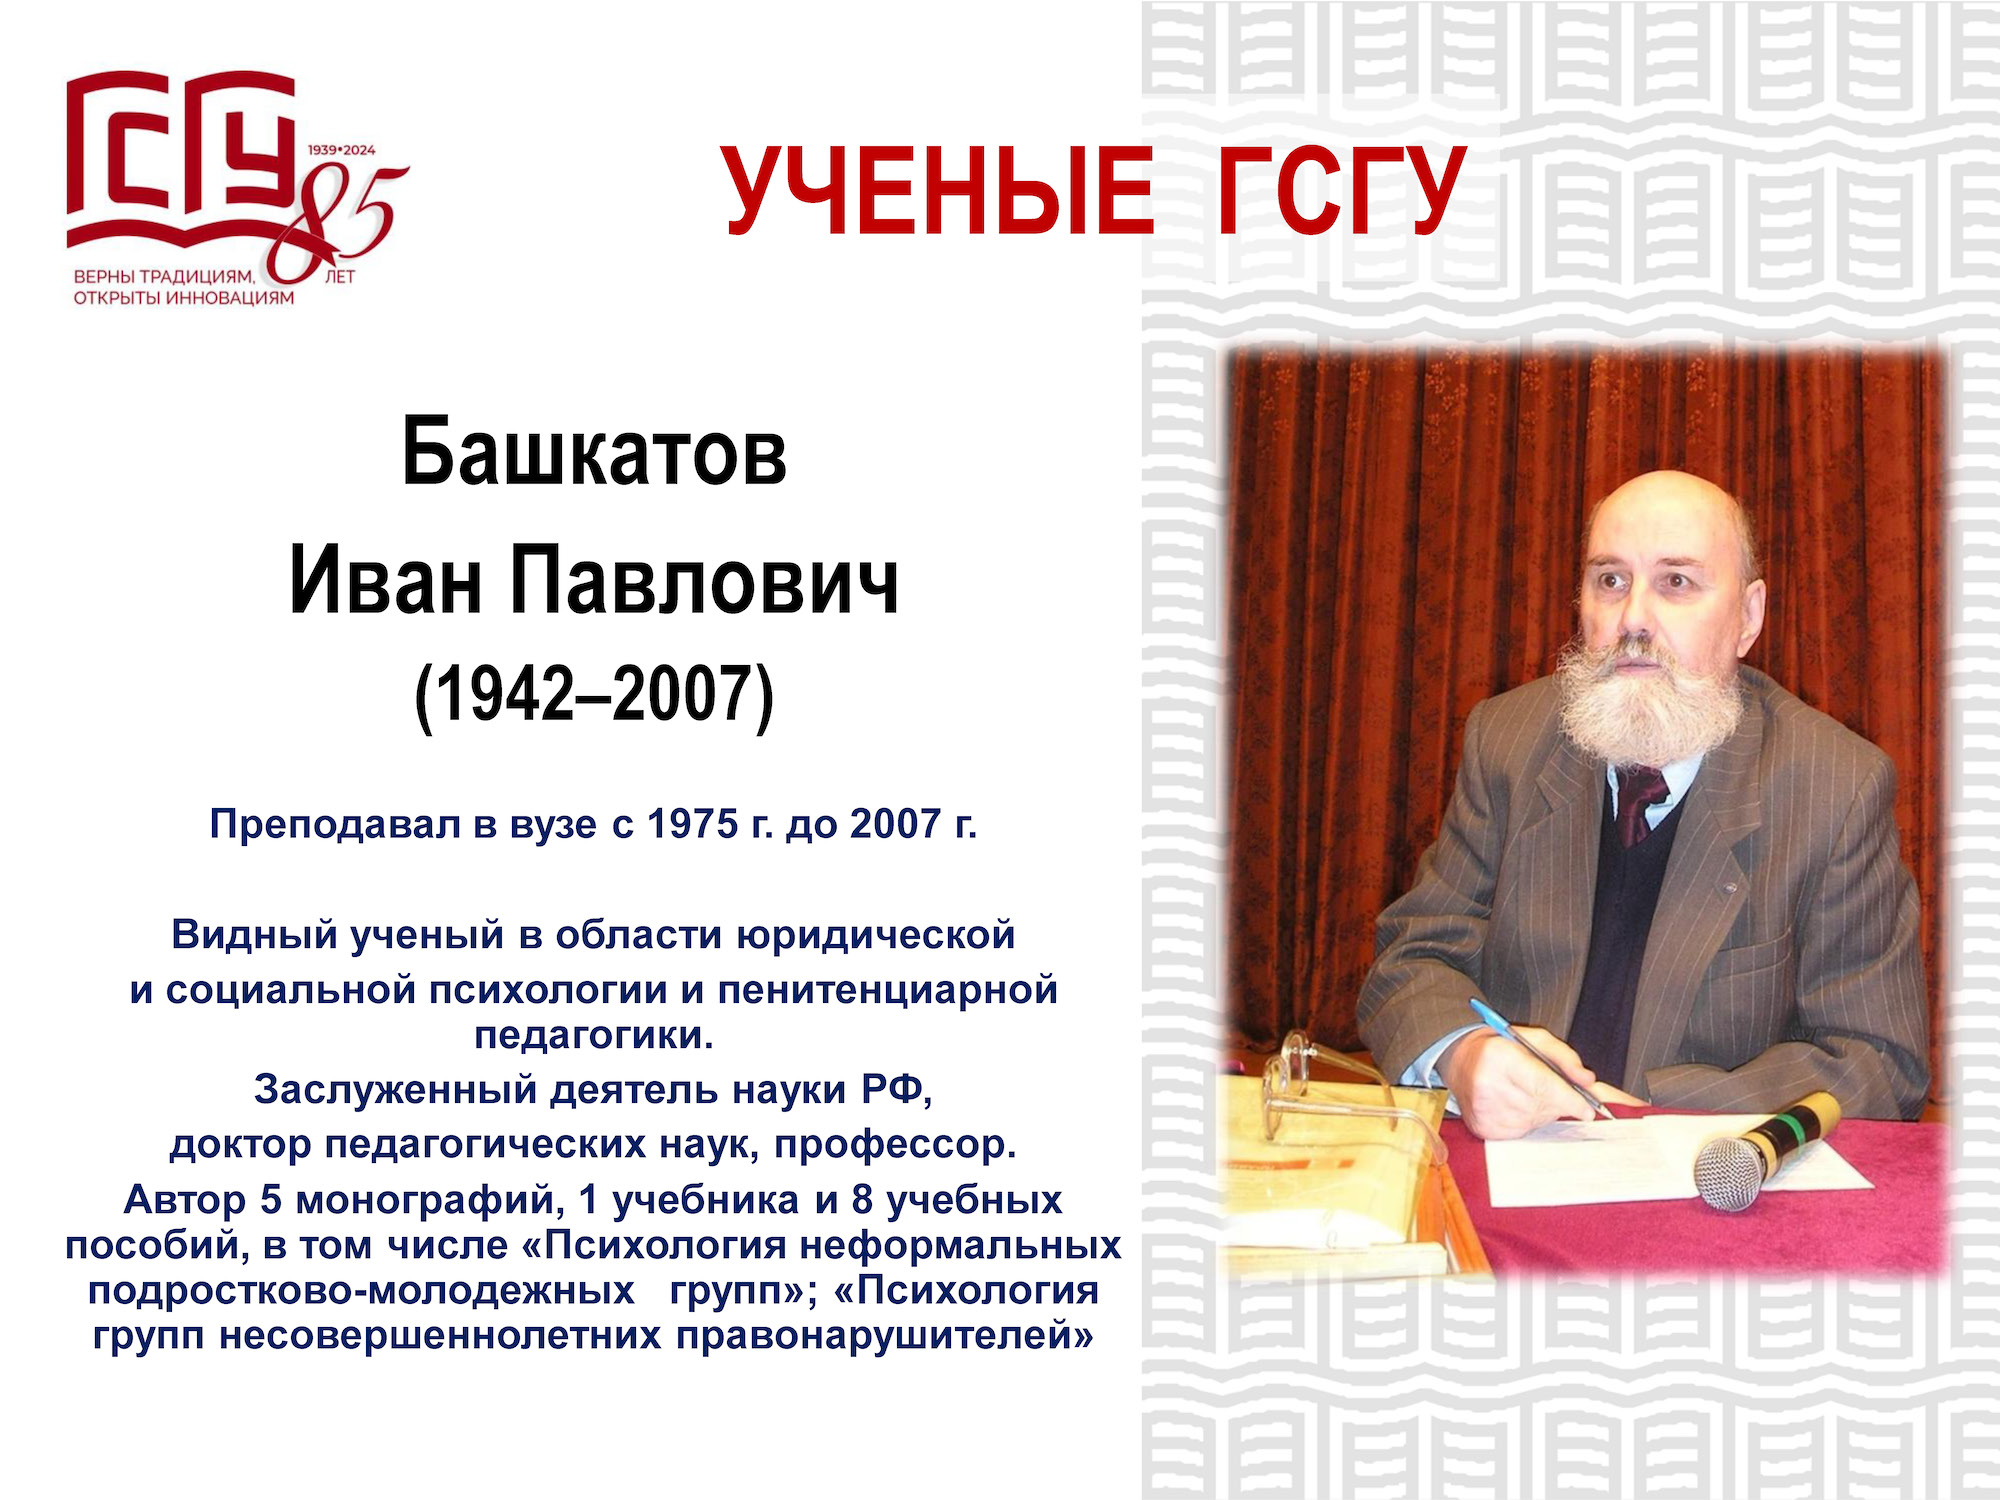 ГСГУ
1939•2024
85
ЛЕТ
ВЕРНЫ ТРАДИЦИЯМ,
ОТКРЫТЫ ИННОВАЦИЯМ
УЧЕНЫЕ ГСГУ
Башкатов
Иван Павлович
(1942–2007)
Преподавал в вузе с 1975 г. до 2007 г.
Видный ученый в области юридической
и социальной психологии и пенитенциарной
педагогики.
Заслуженный деятель науки РФ,
доктор педагогических наук, профессор.
Автор 5 монографий, 1 учебника и 8 учебных
пособий, в том числе «Психология неформальных
подростково-молодежных групп»; «Психология
групп несовершеннолетних правонарушителей»